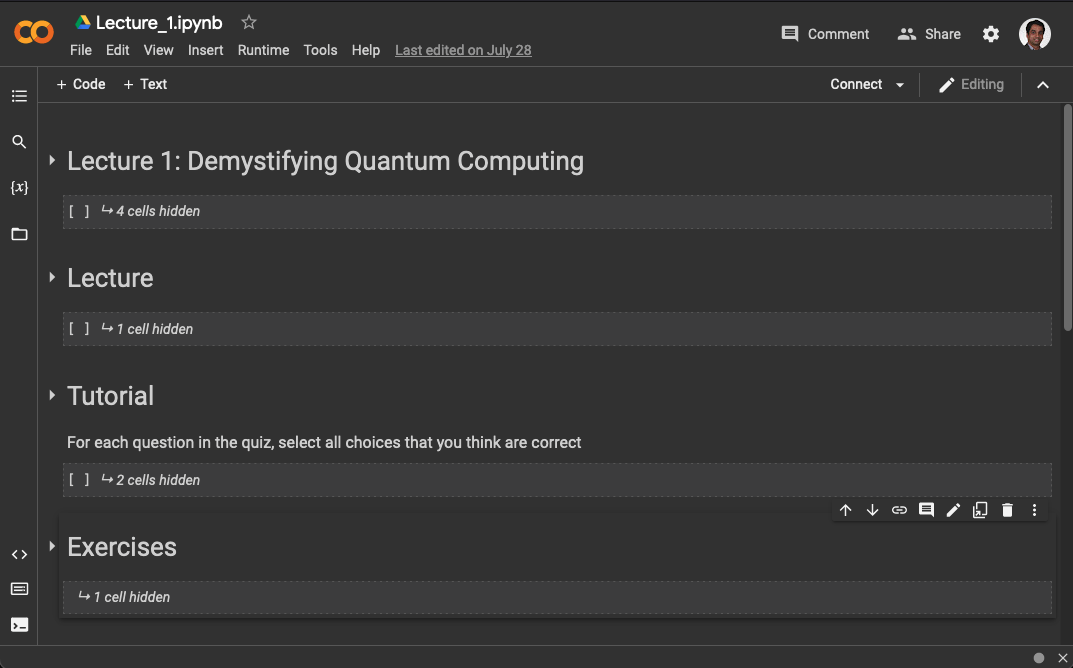 Lecture_1.ipynb
File Edit View Insert Runtime Tools Help Last edited on July 28
Comment Share
+ Code + Text
Connect Editing
{x}
Lecture 1: Demystifying Quantum Computing
[ ] ↳ 4 cells hidden
Lecture
[ ] ↳ 1 cell hidden
Tutorial
For each question in the quiz, select all choices that you think are correct
[ ] ↳ 2 cells hidden
Exercises
↳ 1 cell hidden